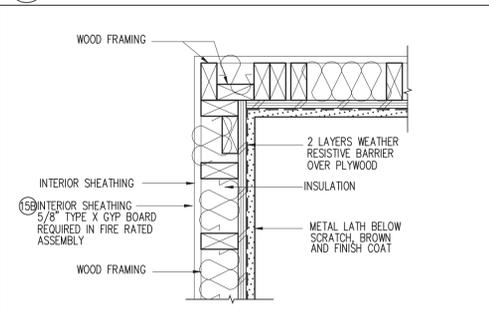 WOOD FRAMING
2 LAYERS WEATHER
RESISTIVE BARRIER
OVER PLYWOOD
INTERIOR SHEATHING
INSULATION
15B INTERIOR SHEATHING
5/8" TYPE X GYP BOARD
REQUIRED IN FIRE RATED
ASSEMBLY
METAL LATH BELOW
SCRATCH, BROWN
AND FINISH COAT
WOOD FRAMING